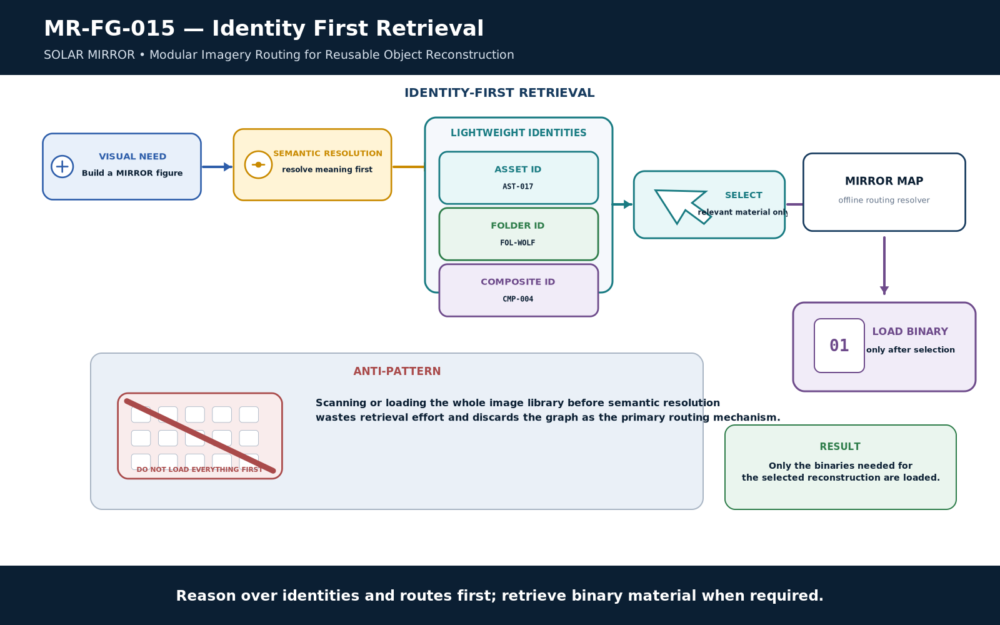 MR-FG-015 — Identity First Retrieval
SOLAR MIRROR • Modular Imagery Routing for Reusable Object Reconstruction
IDENTITY-FIRST RETRIEVAL
VISUAL NEED
Build a MIRROR figure
SEMANTIC RESOLUTION
resolve meaning first
LIGHTWEIGHT IDENTITIES
ASSET ID
AST-017
FOLDER ID
FOL-WOLF
COMPOSITE ID
CMP-004
SELECT
relevant material only
MIRROR MAP
offline routing resolver
01
LOAD BINARY
only after selection
ANTI-PATTERN
DO NOT LOAD EVERYTHING FIRST
Scanning or loading the whole image library before semantic resolution
wastes retrieval effort and discards the graph as the primary routing mechanism.
RESULT
Only the binaries needed for
the selected reconstruction are loaded.
Reason over identities and routes first; retrieve binary material when required.